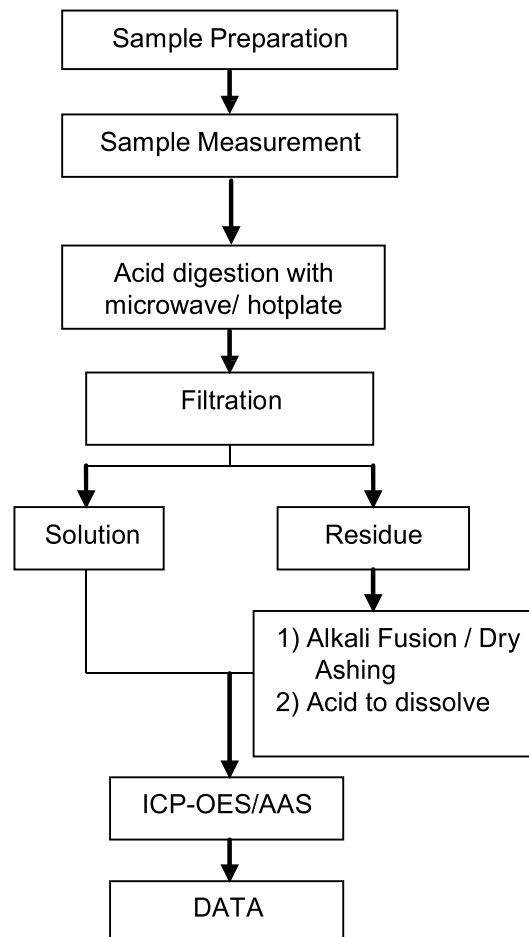 Sample Preparation
Sample Measurement
Acid digestion with
microwave/ hotplate
Filtration
Solution
Residue
1) Alkali Fusion / Dry
Ashing
2) Acid to dissolve
ICP-OES/AAS
DATA